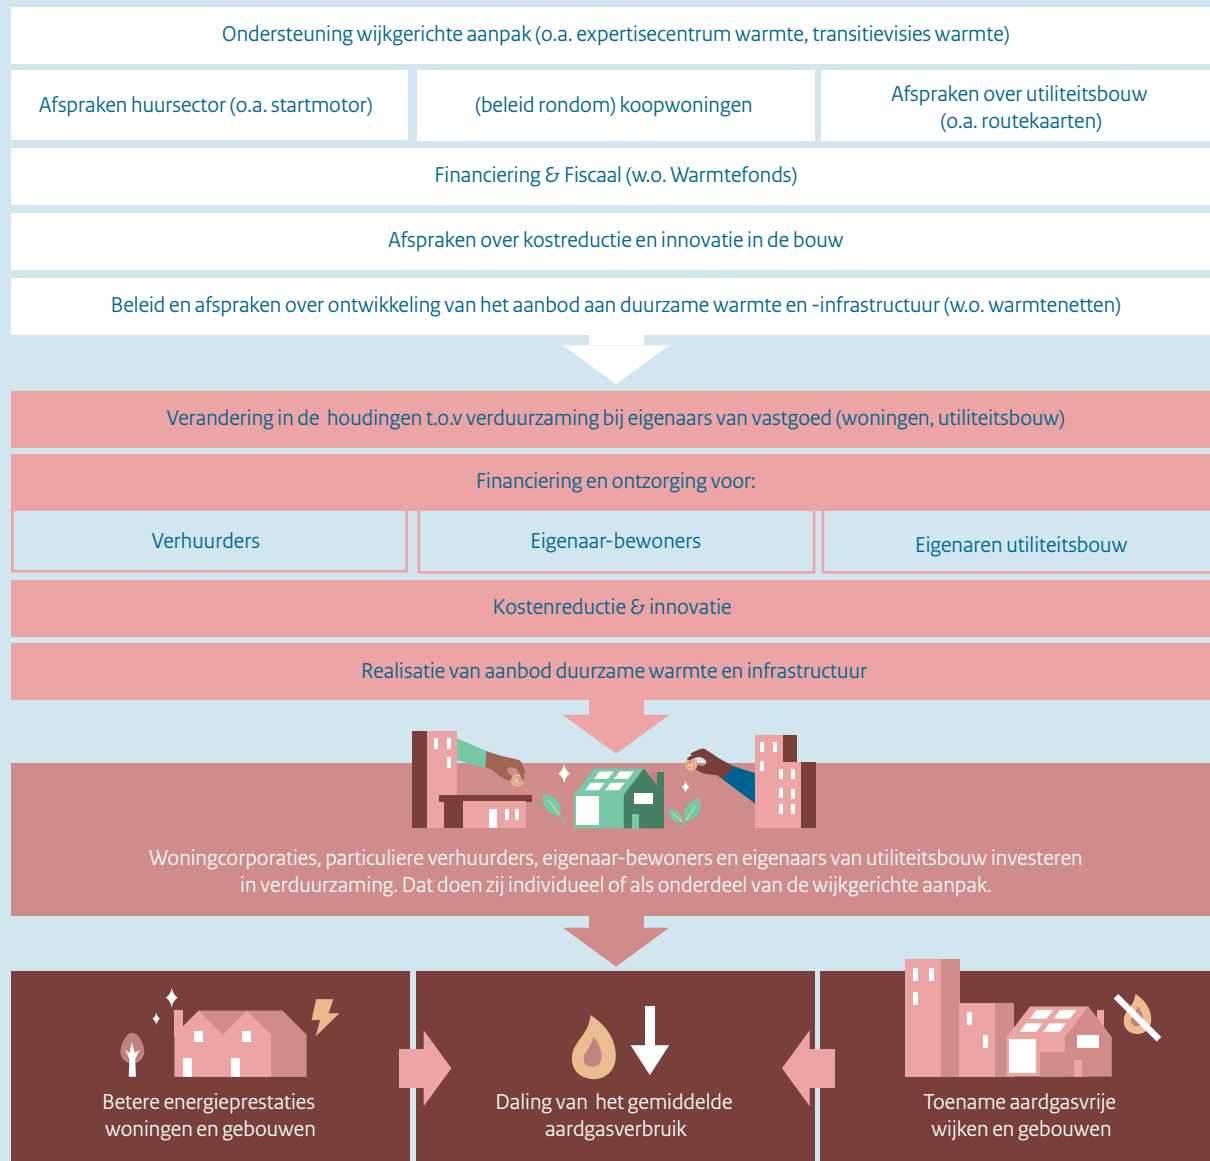 Ondersteuning wijkgerichte aanpak (o.a. expertisecentrum warmte, transitievisies warmte)
Afspraken huursector (o.a. startmotor)
(beleid rondom) koopwoningen
Afspraken over utiliteitsbouw
(o.a. routekaarten)
Financiering & Fiscaal (w.o. Warmtefonds)
Afspraken over kostreductie en innovatie in de bouw
Beleid en afspraken over ontwikkeling van het aanbod aan duurzame warmte en -infrastructuur (w.o. warmtenetten)
Verandering in de houdingen t.o.v verduurzaming bij eigenaars van vastgoed (woningen, utiliteitsbouw)
Financiering en ontzorging voor:
Verhuurders
Eigenaar-bewoners
Eigenaren utiliteitsbouw
Kostenreductie & innovatie
Realisatie van aanbod duurzame warmte en infrastructuur
Woningcorporaties, particuliere verhuurders, eigenaar-bewoners en eigenaars van utiliteitsbouw investeren
in verduurzaming. Dat doen zij individueel of als onderdeel van de wijkgerichte aanpak.
Betere energieprestaties
woningen en gebouwen
Daling van het gemiddelde
aardgasverbruik
Toename aardgasvrije
wijken en gebouwen